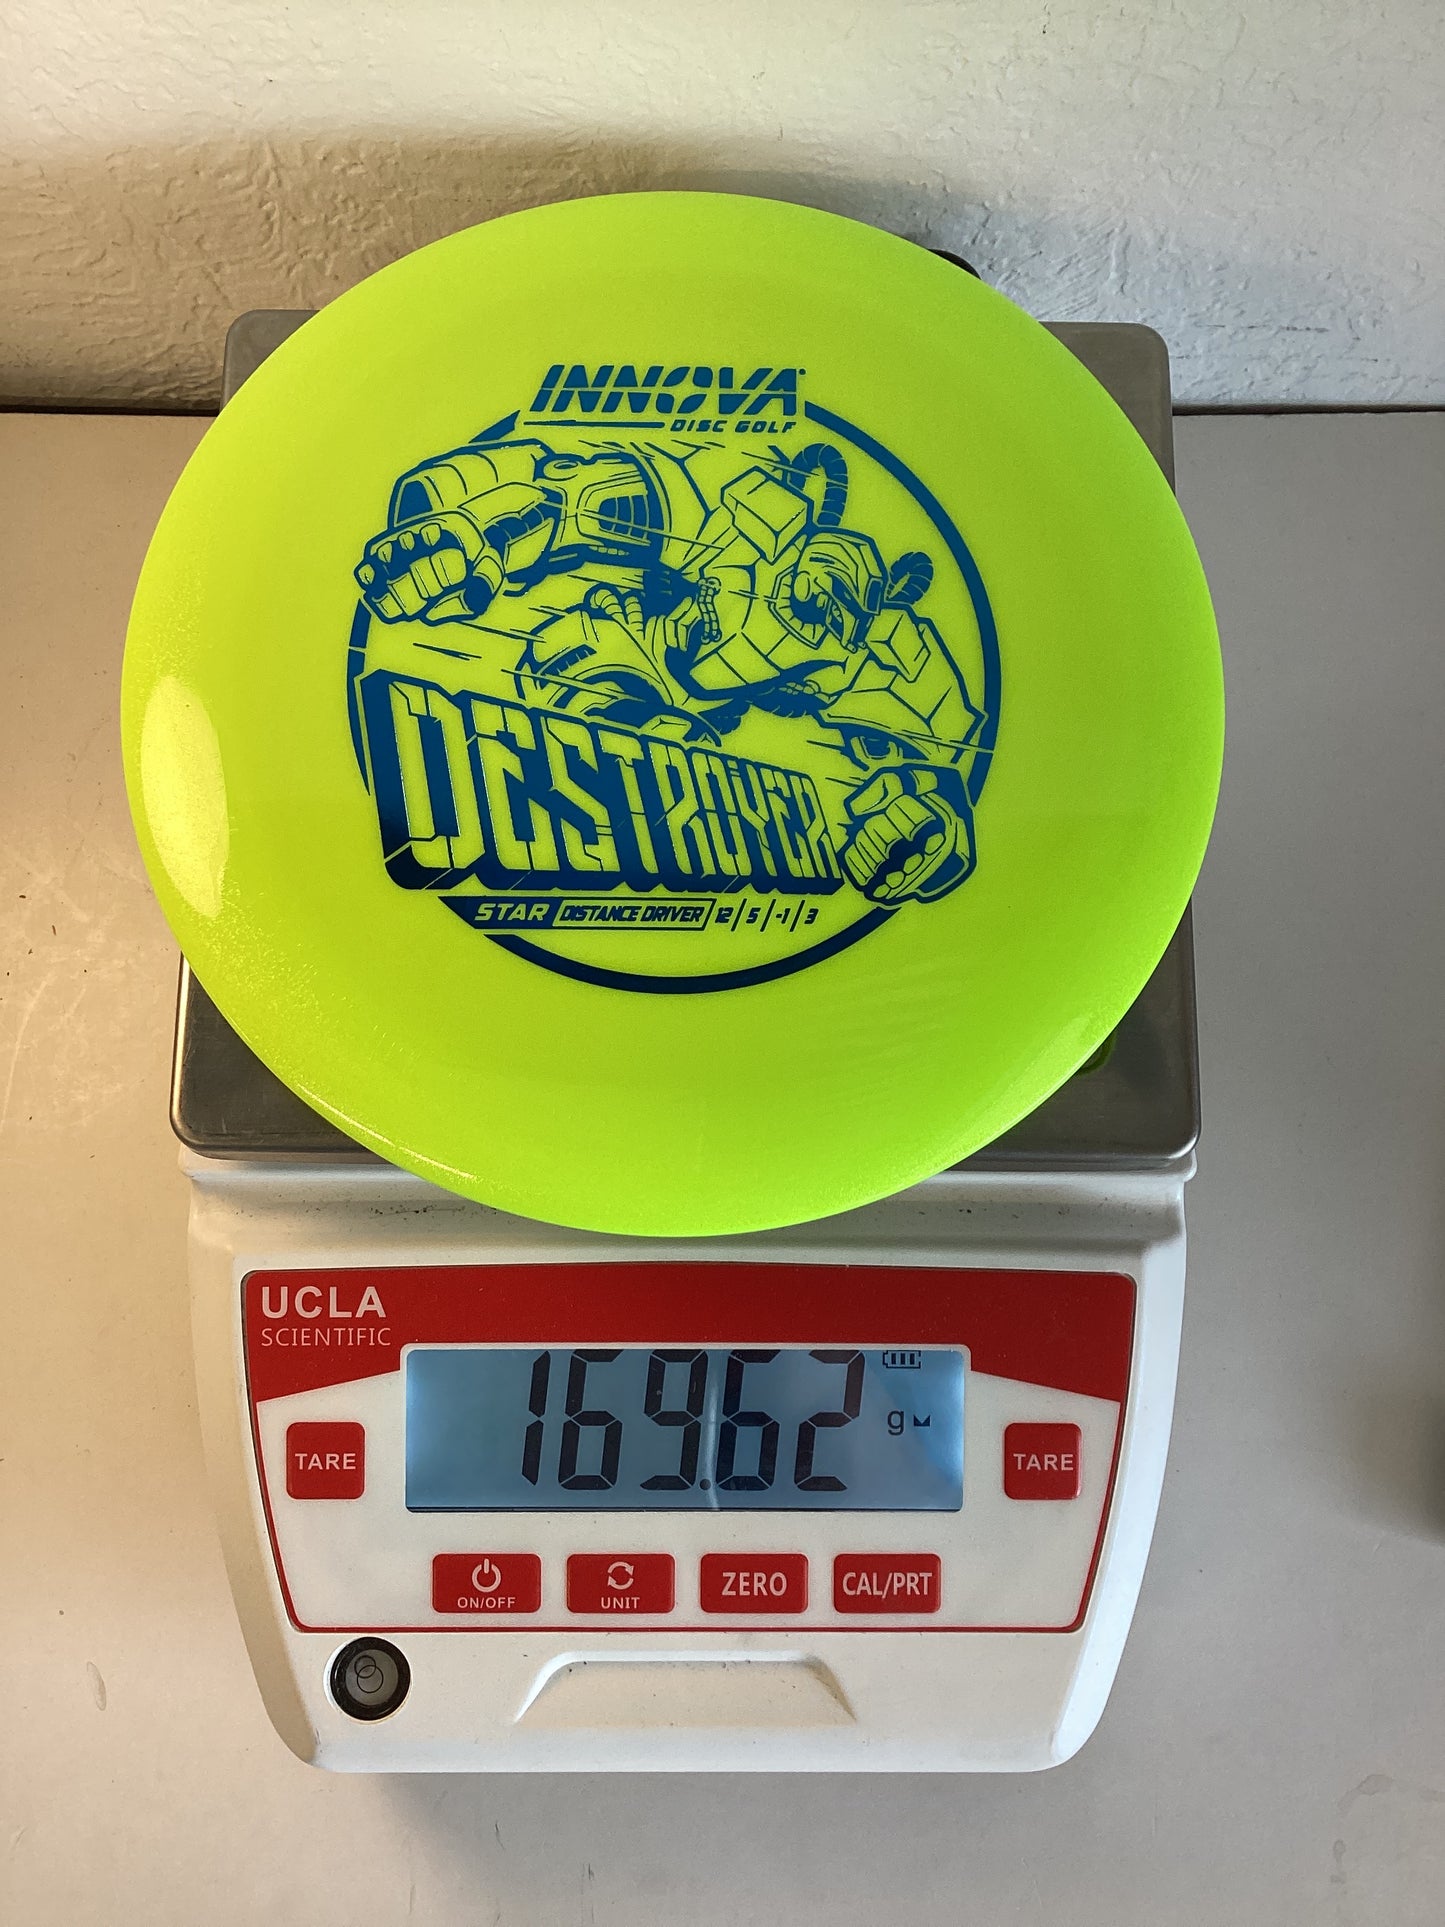 INNOVA
DISC GOLF
DESTROYER
STAR DISTANCE DRIVER 12 | 5 | -1 | 3
UCLA
SCIENTIFIC
169.62 g
TARE TARE
ON/OFF UNIT ZERO CAL/PRT